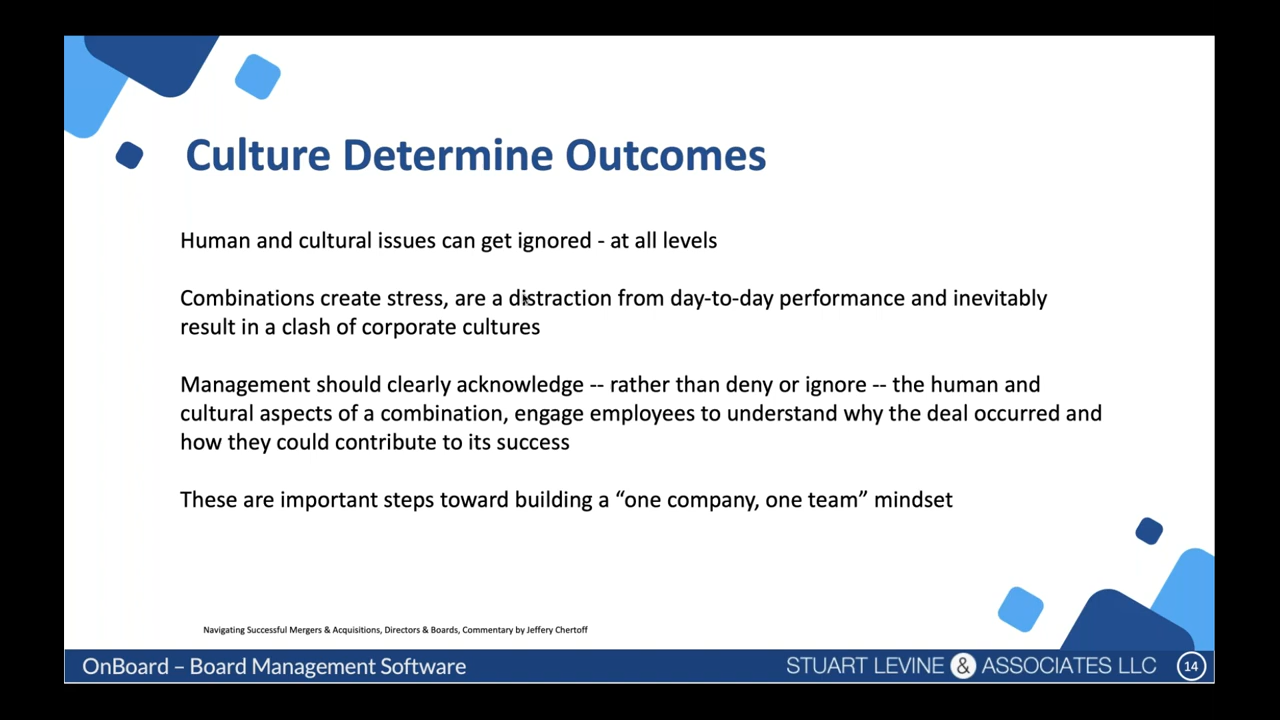 Culture Determine Outcomes
Human and cultural issues can get ignored - at all levels
Combinations create stress, are a distraction from day-to-day performance and inevitably
result in a clash of corporate cultures
Management should clearly acknowledge -- rather than deny or ignore -- the human and
cultural aspects of a combination, engage employees to understand why the deal occurred and
how they could contribute to its success
These are important steps toward building a “one company, one team” mindset
Navigating Successful Mergers & Acquisitions, Directors & Boards, Commentary by Jeffery Chertoff
OnBoard – Board Management Software
STUART LEVINE & ASSOCIATES LLC
14